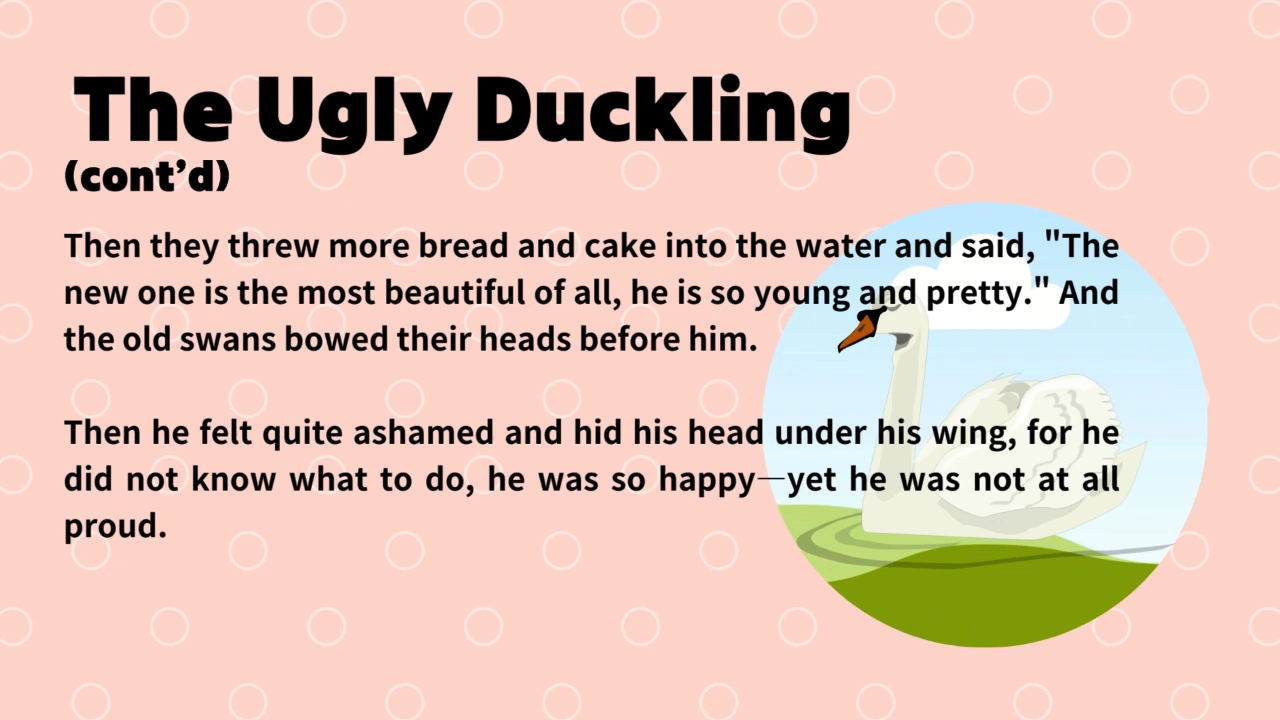 The Ugly Duckling
(cont’d)
Then they threw more bread and cake into the water and said, "The
new one is the most beautiful of all, he is so young and pretty." And
the old swans bowed their heads before him.
Then he felt quite ashamed and hid his head under his wing, for he
did not know what to do, he was so happy—yet he was not at all
proud.